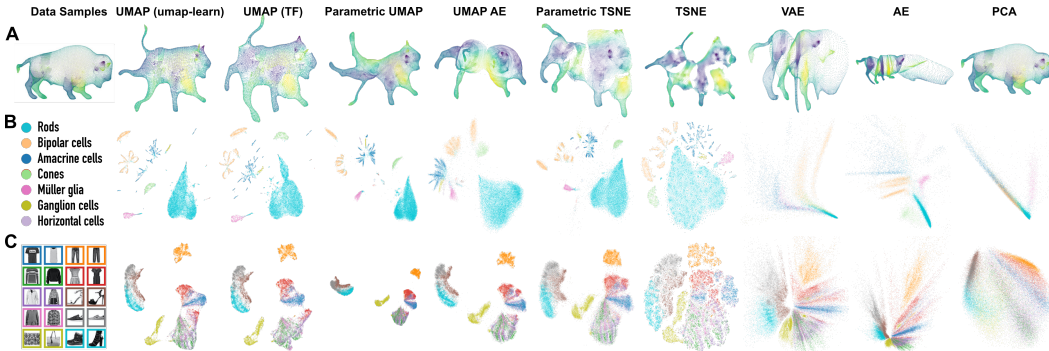 Data Samples UMAP (umap-learn) UMAP (TF) Parametric UMAP UMAP AE Parametric TSNE TSNE VAE AE PCA
A
B
Rods
Bipolar cells
Amacrine cells
Cones
Müller glia
Ganglion cells
Horizontal cells
C